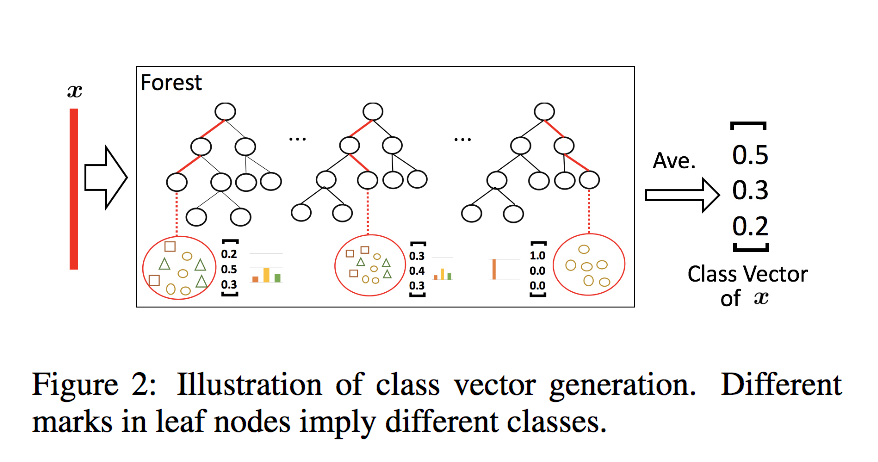 x
Forest
...
...
Ave.
0.5
0.3
0.2
0.2
0.5
0.3
0.3
0.4
0.3
1.0
0.0
0.0
Class Vector
of x
Figure 2: Illustration of class vector generation. Different
marks in leaf nodes imply different classes.